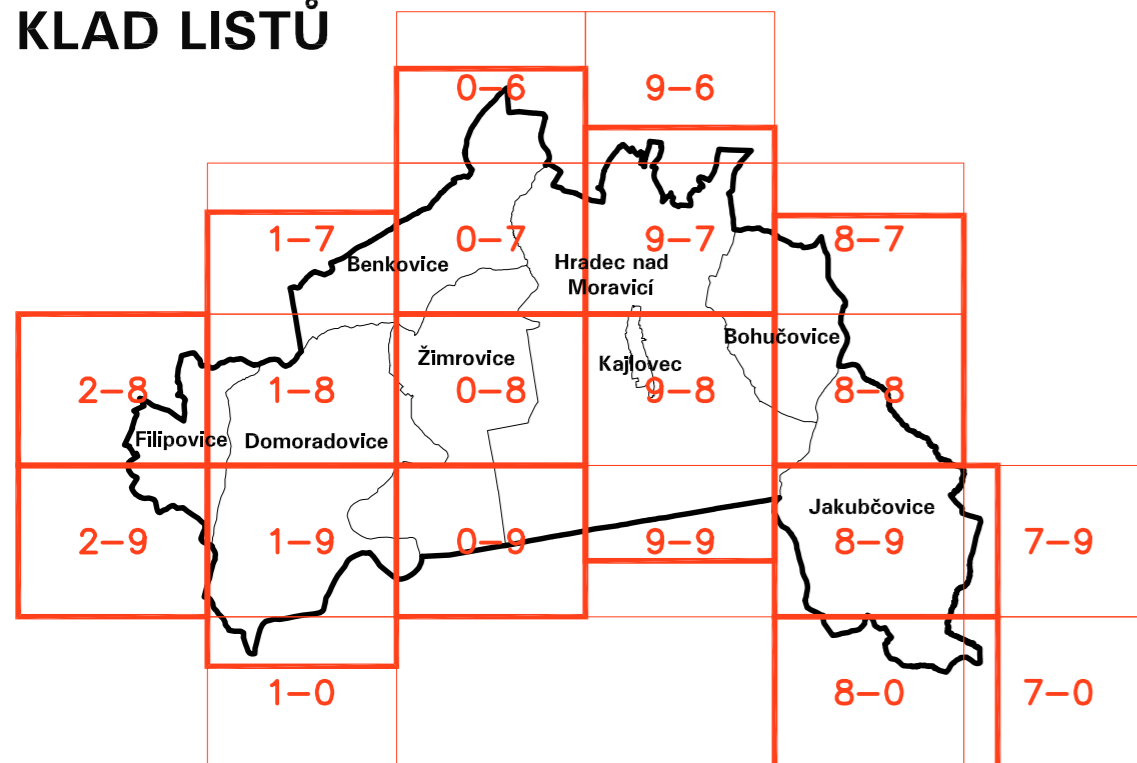 KLAD LISTŮ
0–6
9–6
1–7
0–7
9–7
8–7
Benkovice
Hradec nad
Moravicí
Bohučovice
Žimrovice
Kajlovec
2–8
1–8
0–8
9–8
8–8
Filipovice
Domoradovice
Jakubčovice
2–9
1–9
0–9
9–9
8–9
7–9
1–0
8–0
7–0